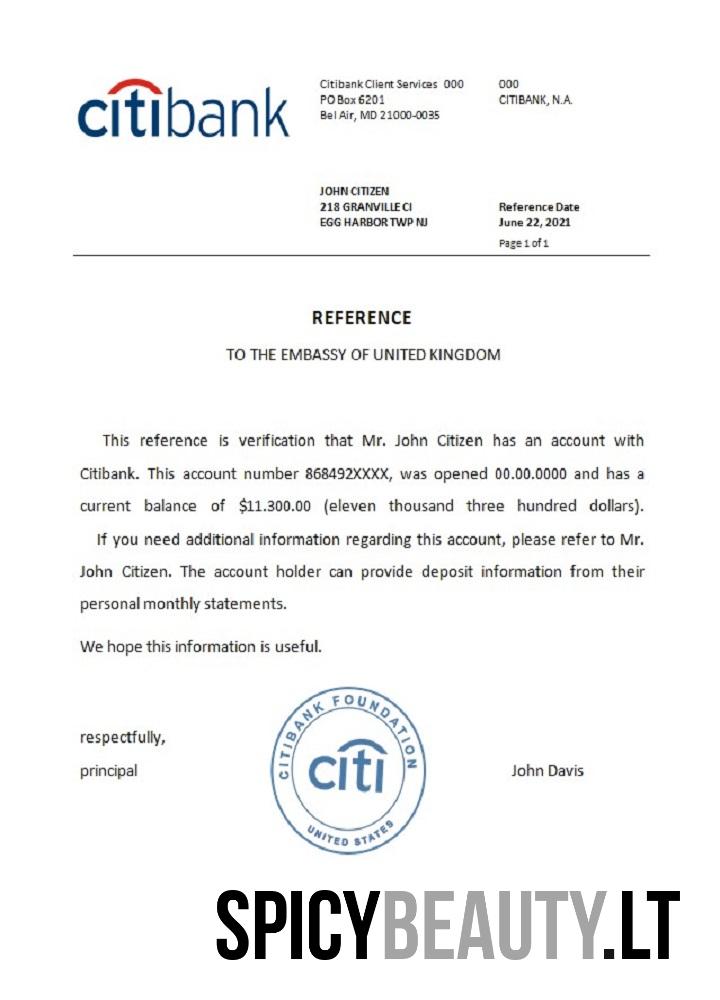 citibank
Citibank Client Services 000
PO Box 6201
Bel Air, MD 21000-0035
000
CITIBANK, N.A.
JOHN CITIZEN
218 GRANVILLE CI
EGG HARBOR TWP NJ
Reference Date
June 22, 2021
Page 1 of 1
REFERENCE
TO THE EMBASSY OF UNITED KINGDOM
This reference is verification that Mr. John Citizen has an account with
Citibank. This account number 868492XXXX, was opened 00.00.0000 and has a
current balance of $11.300.00 (eleven thousand three hundred dollars).
If you need additional information regarding this account, please refer to Mr.
John Citizen. The account holder can provide deposit information from their
personal monthly statements.
We hope this information is useful.
respectfully,
principal
CITIBANK FOUNDATION
citi
UNITED STATES
John Davis
SPICYBEAUTY.LT